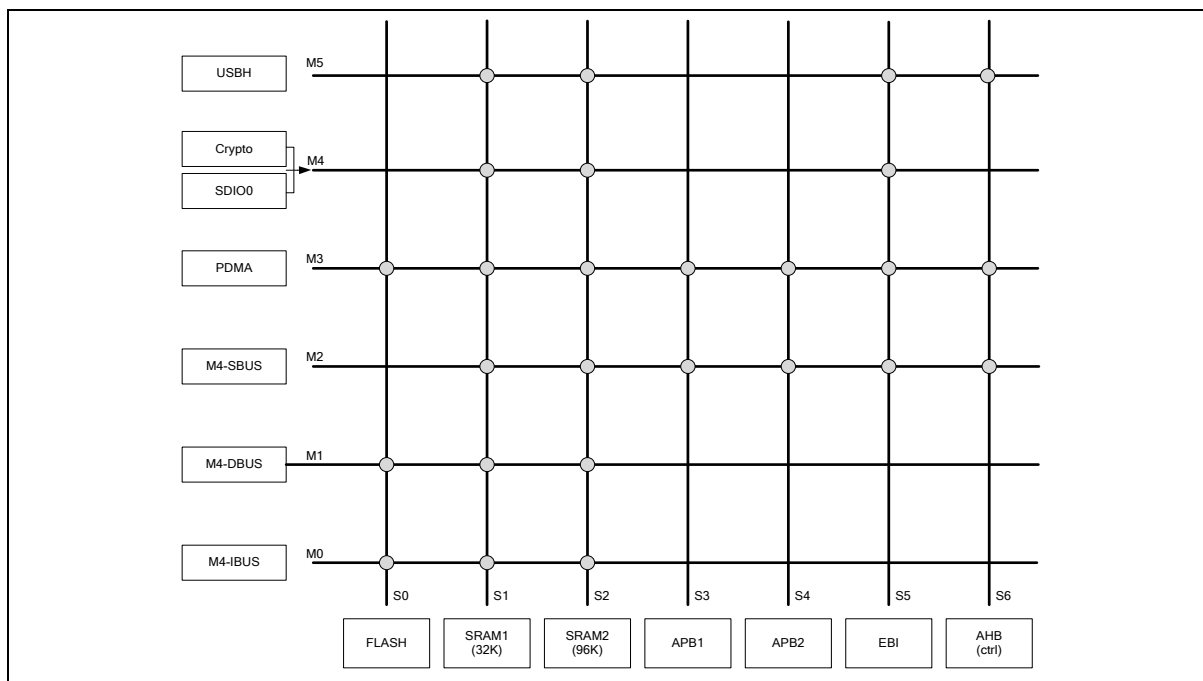 USBH
M5
Crypto
M4
SDIO0
PDMA
M3
M4-SBUS
M2
M4-DBUS
M1
M4-IBUS
M0
S0
S1
S2
S3
S4
S5
S6
FLASH
SRAM1
(32K)
SRAM2
(96K)
APB1
APB2
EBI
AHB
(ctrl)